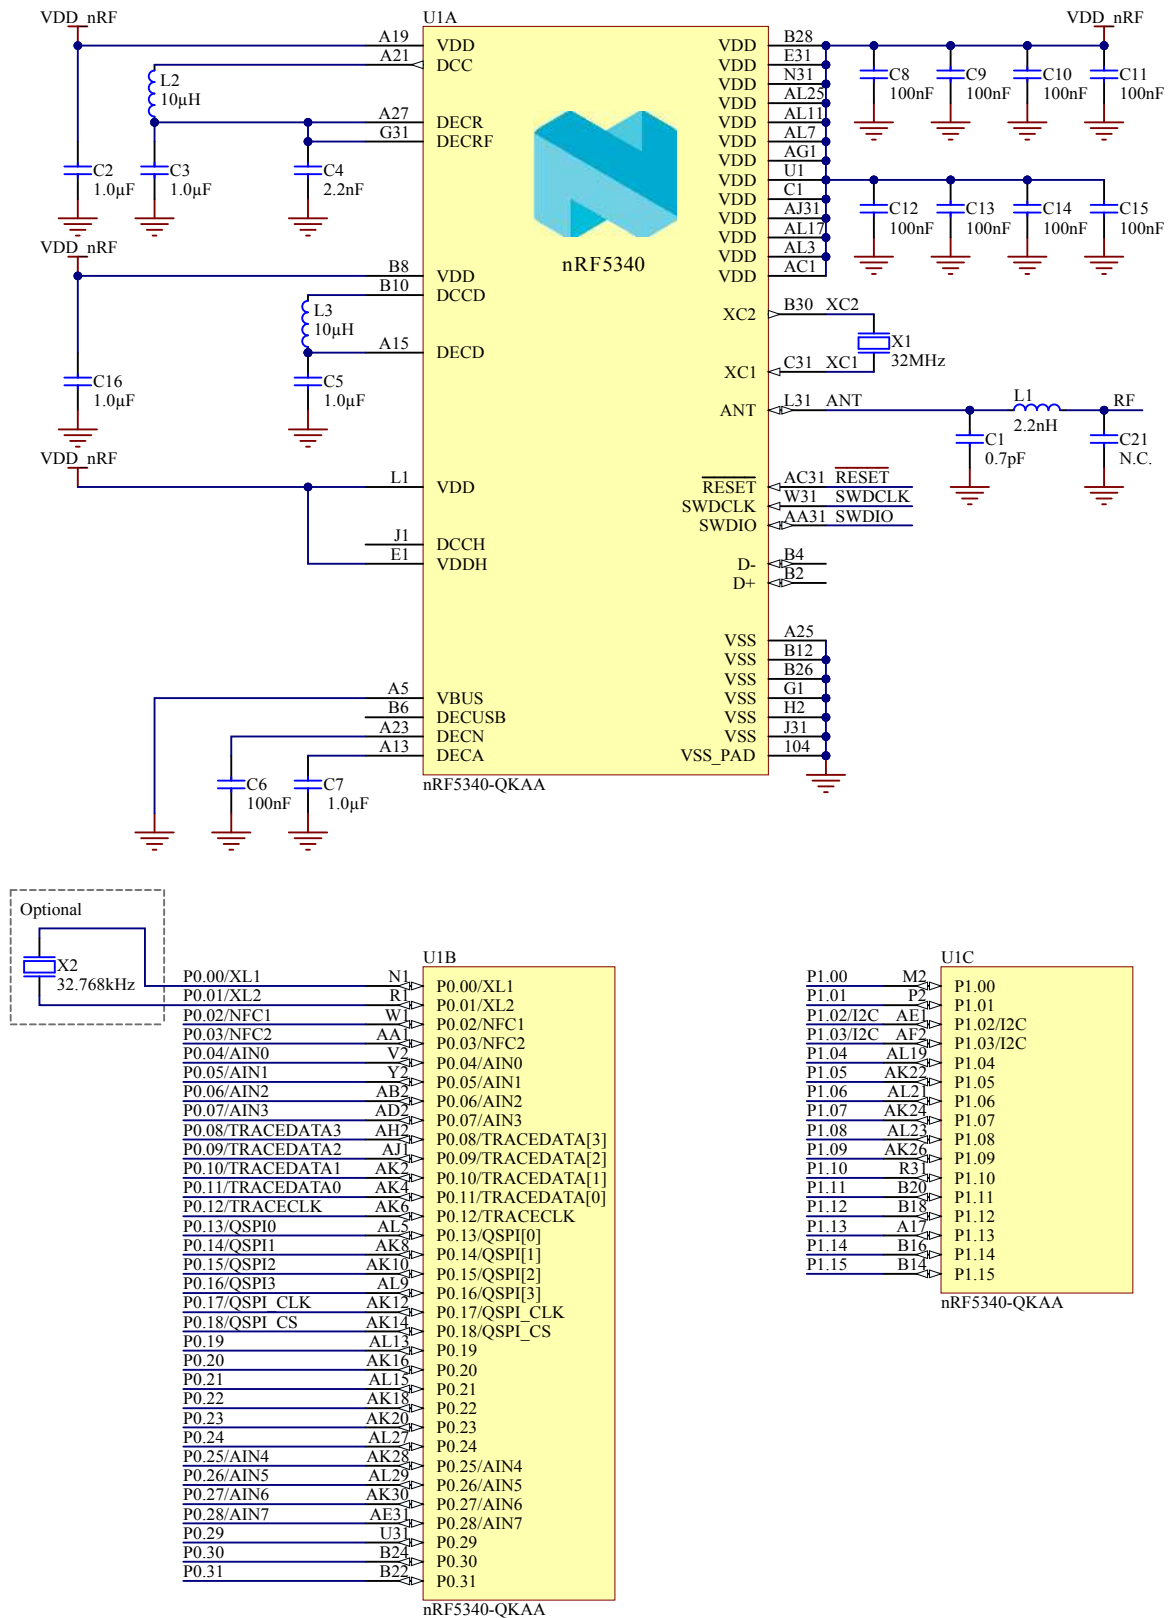 VDD_nRF
VDD_nRF
U1A
A19
VDD
A21
DCC
L2
10µH
A27
DECR
G31
DECRF
C2
1.0µF
C3
1.0µF
C4
2.2nF
VDD_nRF
B8
VDD
B10
DCCD
L3
10µH
A15
DECD
C16
1.0µF
C5
1.0µF
VDD_nRF
L1
VDD
J1
DCCH
E1
VDDH
A5
VBUS
B6
DECUSB
A23
DECN
A13
DECA
C6
100nF
C7
1.0µF
nRF5340
nRF5340-QKAA
VDD B28
VDD E31
VDD N31
VDD AL25
VDD AL11
VDD AL7
VDD AG1
VDD U1
VDD C1
VDD AJ31
VDD AL17
VDD AL3
VDD AC1
C8
100nF
C9
100nF
C10
100nF
C11
100nF
C12
100nF
C13
100nF
C14
100nF
C15
100nF
XC2 B30 XC2
X1
32MHz
XC1 C31 XC1
ANT L31 ANT
L1
2.2nH
RF
C1
0.7pF
C21
N.C.
RESET AC31 RESET
SWDCLK W31 SWDCLK
SWDIO AA31 SWDIO
D- B4
D+ B2
VSS A25
VSS B12
VSS B26
VSS G1
VSS H2
VSS J31
VSS_PAD 104
Optional
X2
32.768kHz
U1B
P0.00/XL1 N1 P0.00/XL1
P0.01/XL2 R1 P0.01/XL2
P0.02/NFC1 W1 P0.02/NFC1
P0.03/NFC2 AA1 P0.03/NFC2
P0.04/AIN0 V2 P0.04/AIN0
P0.05/AIN1 Y2 P0.05/AIN1
P0.06/AIN2 AB2 P0.06/AIN2
P0.07/AIN3 AD2 P0.07/AIN3
P0.08/TRACEDATA3 AH2 P0.08/TRACEDATA[3]
P0.09/TRACEDATA2 AJ1 P0.09/TRACEDATA[2]
P0.10/TRACEDATA1 AK2 P0.10/TRACEDATA[1]
P0.11/TRACEDATA0 AK4 P0.11/TRACEDATA[0]
P0.12/TRACECLK AK6 P0.12/TRACECLK
P0.13/QSPI0 AL5 P0.13/QSPI[0]
P0.14/QSPI1 AK8 P0.14/QSPI[1]
P0.15/QSPI2 AK10 P0.15/QSPI[2]
P0.16/QSPI3 AL9 P0.16/QSPI[3]
P0.17/QSPI_CLK AK12 P0.17/QSPI_CLK
P0.18/QSPI_CS AK14 P0.18/QSPI_CS
P0.19 AL13 P0.19
P0.20 AK16 P0.20
P0.21 AL15 P0.21
P0.22 AK18 P0.22
P0.23 AK20 P0.23
P0.24 AL27 P0.24
P0.25/AIN4 AK28 P0.25/AIN4
P0.26/AIN5 AL29 P0.26/AIN5
P0.27/AIN6 AK30 P0.27/AIN6
P0.28/AIN7 AE31 P0.28/AIN7
P0.29 U31 P0.29
P0.30 B24 P0.30
P0.31 B22 P0.31
nRF5340-QKAA
U1C
P1.00 M2 P1.00
P1.01 P2 P1.01
P1.02/I2C AE1 P1.02/I2C
P1.03/I2C AF2 P1.03/I2C
P1.04 AL19 P1.04
P1.05 AK22 P1.05
P1.06 AL21 P1.06
P1.07 AK24 P1.07
P1.08 AL23 P1.08
P1.09 AK26 P1.09
P1.10 R31 P1.10
P1.11 B20 P1.11
P1.12 B18 P1.12
P1.13 A17 P1.13
P1.14 B16 P1.14
P1.15 B14 P1.15
nRF5340-QKAA